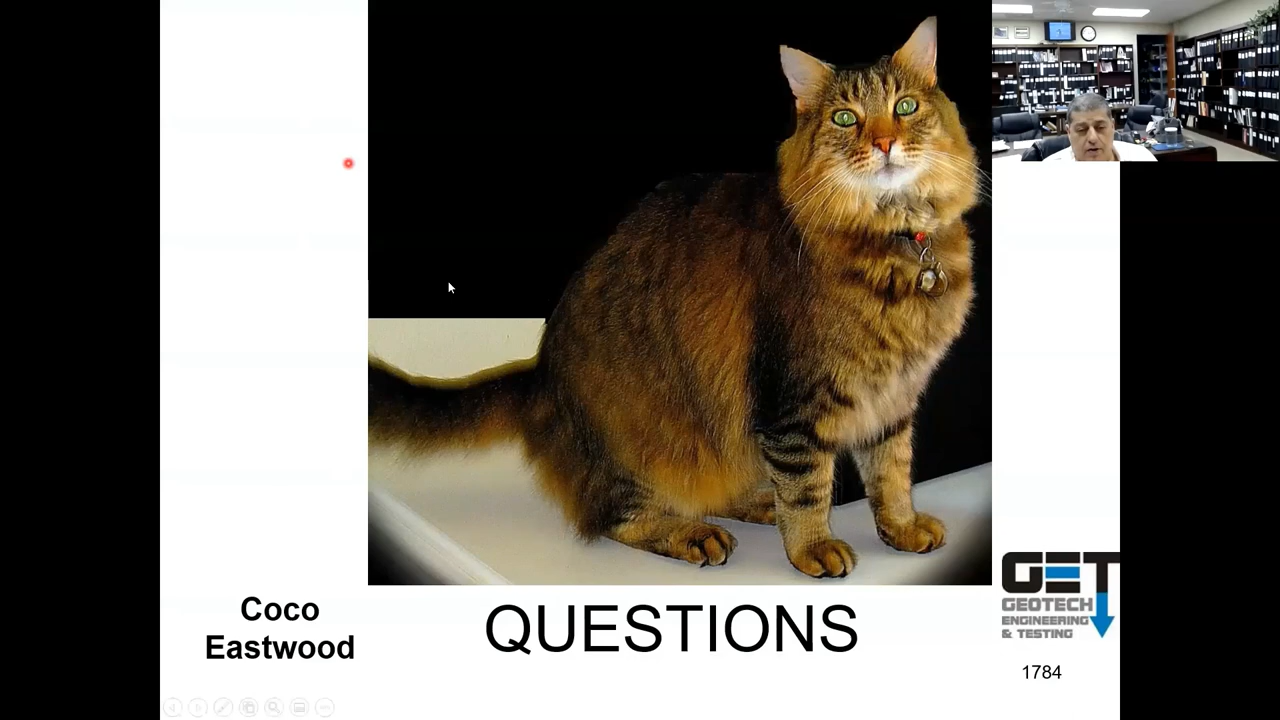 Coco
Eastwood
QUESTIONS
GET
GEOTECH
ENGINEERING
& TESTING
1784